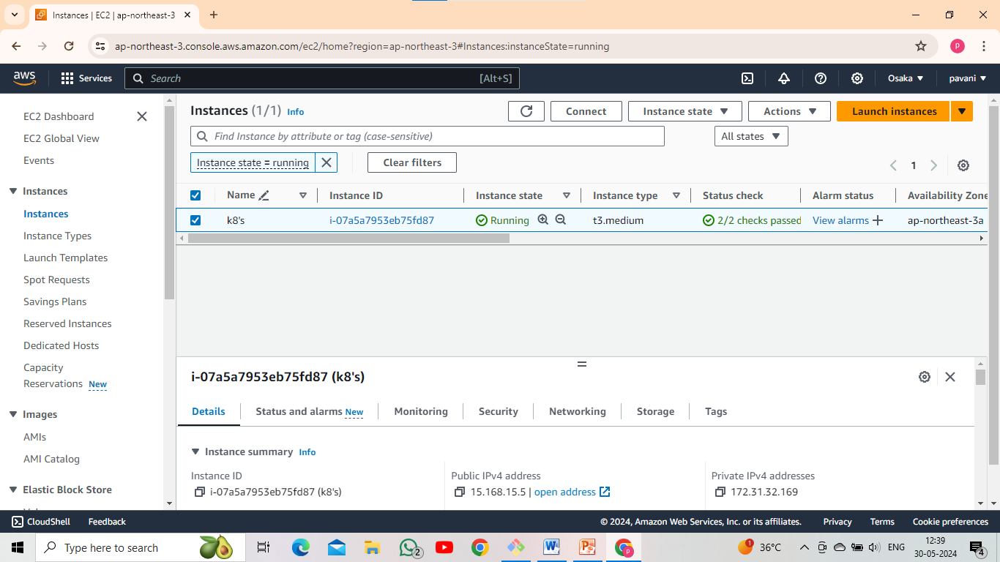 Instances | EC2 | ap-northeast-3
ap-northeast-3.console.aws.amazon.com/ec2/home?region=ap-northeast-3#Instances:instanceState=running
P
aws
Services
Search
[Alt+S]
Osaka
pavani
EC2 Dashboard
EC2 Global View
Events
Instances
Instances
Instance Types
Launch Templates
Spot Requests
Savings Plans
Reserved Instances
Dedicated Hosts
Capacity
Reservations New
Images
AMIs
AMI Catalog
Elastic Block Store
Instances (1/1) Info
Connect
Instance state
Actions
Launch instances
Find Instance by attribute or tag (case-sensitive)
All states
Instance state = running
Clear filters
1
Name Instance ID Instance state Instance type Status check Alarm status Availability Zone
k8's i-07a5a7953eb75fd87 Running t3.medium 2/2 checks passed View alarms ap-northeast-3a
i-07a5a7953eb75fd87 (k8's)
Details Status and alarms New Monitoring Security Networking Storage Tags
Instance summary Info
Instance ID
i-07a5a7953eb75fd87 (k8's)
Public IPv4 address
15.168.15.5 | open address
Private IPv4 addresses
172.31.32.169
CloudShell Feedback © 2024, Amazon Web Services, Inc. or its affiliates. Privacy Terms Cookie preferences
Type here to search
2
W
P
P
1
36°C
ENG
12:39
30-05-2024
4